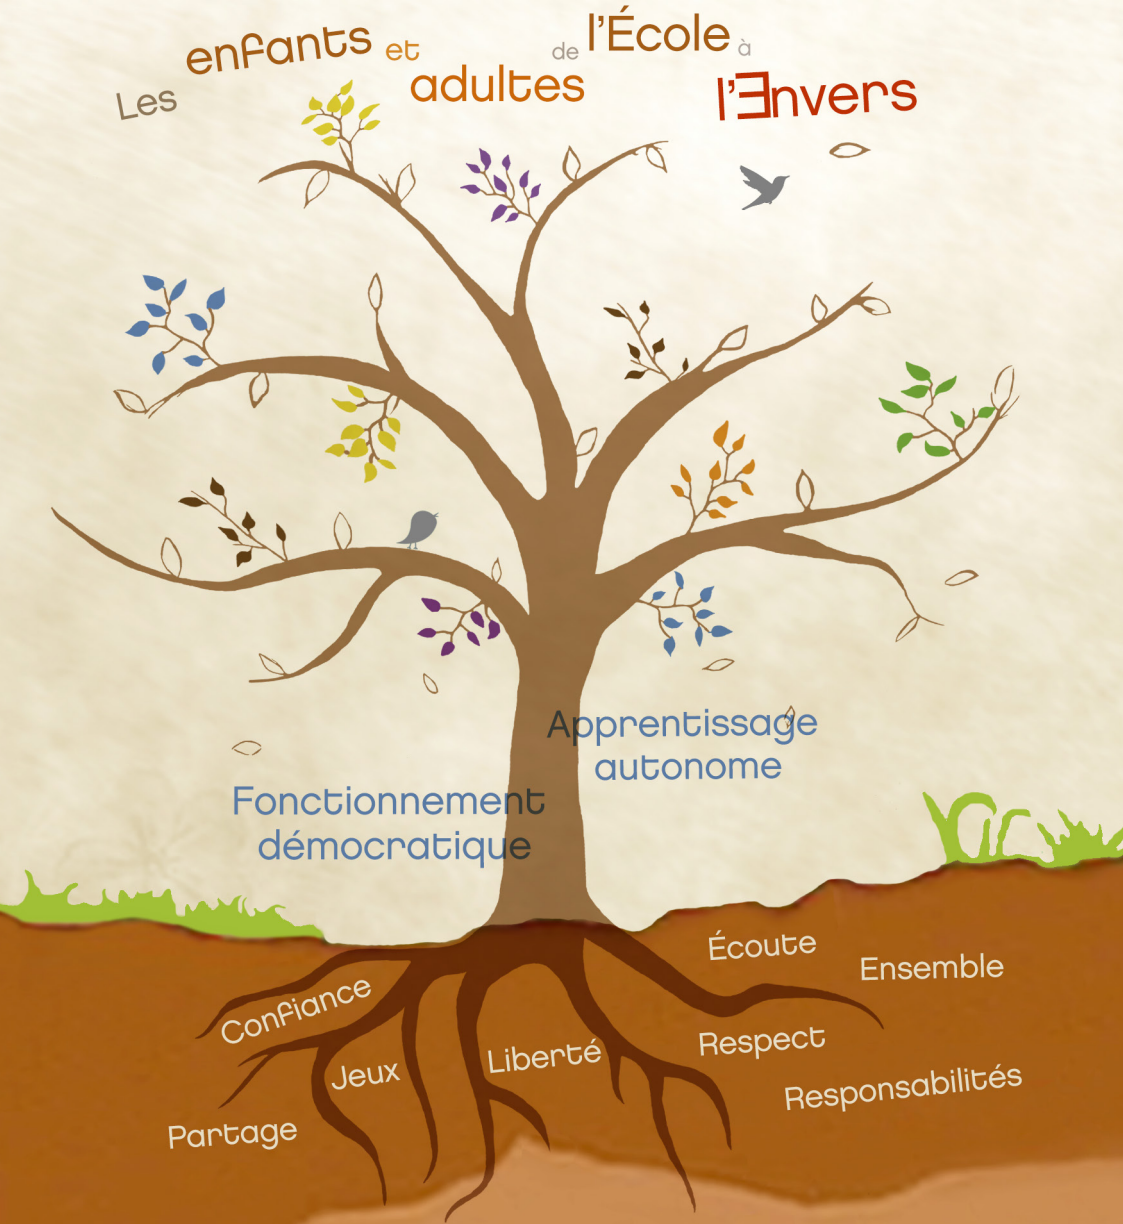 Les enfants et adultes de l'École à l'Envers
Apprentissage
autonome
Fonctionnement
démocratique
Écoute
Ensemble
Confiance
Respect
Liberté
Jeux
Responsabilités
Partage